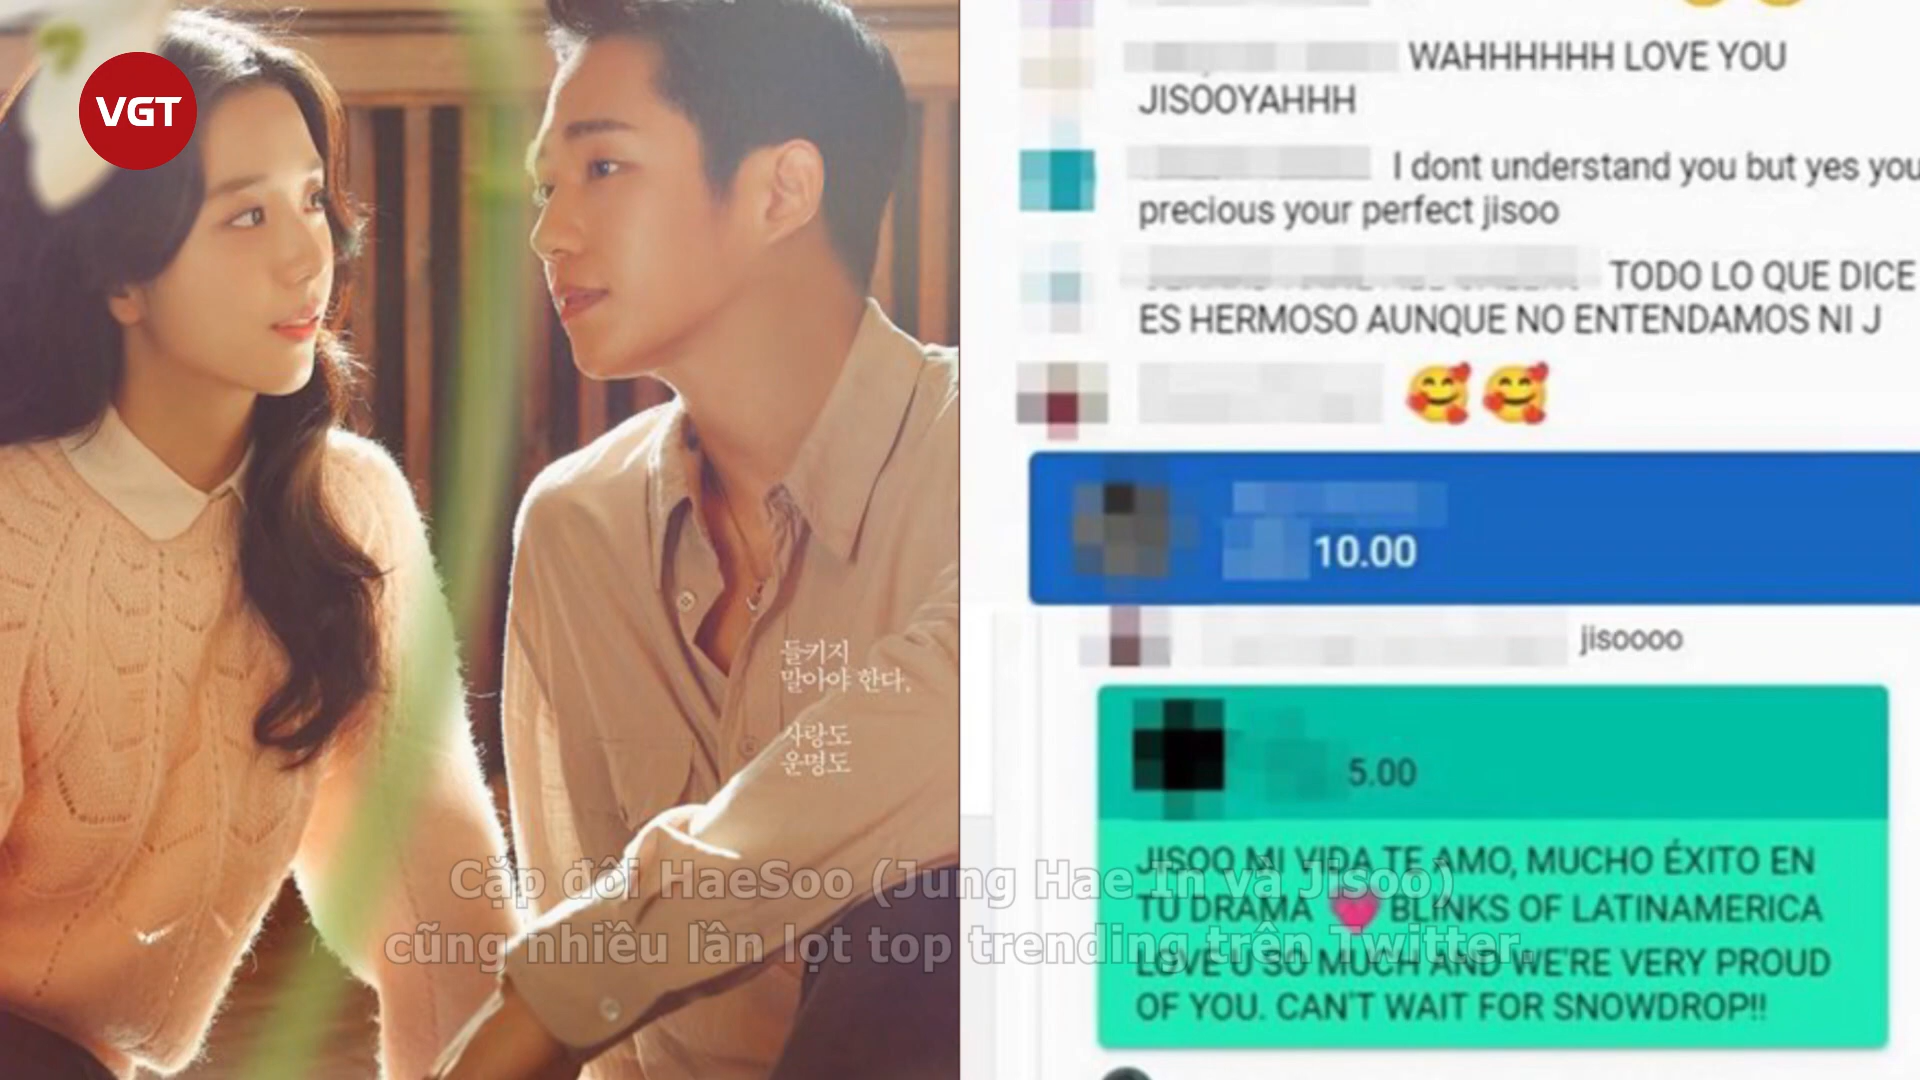 VGT
들키지
말아야 한다.
사랑도
운명도
WAHHHHHH LOVE YOU
JISOOYAHHH
I dont understand you but yes you
precious your perfect jisoo
TODO LO QUE DICE
ES HERMOSO AUNQUE NO ENTENDAMOS NI J
10.00
jisoooo
5.00
JISOO MI VIDA TE AMO, MUCHO ÉXITO EN
TU DRAMA 💗 BLINKS OF LATINAMERICA
LOVE U SO MUCH AND WE'RE VERY PROUD
OF YOU. CAN'T WAIT FOR SNOWDROP!!
Cặp đôi HaeSoo (Jung Hae In và Jisoo)
cũng nhiều lần lọt top trending trên Twitter.